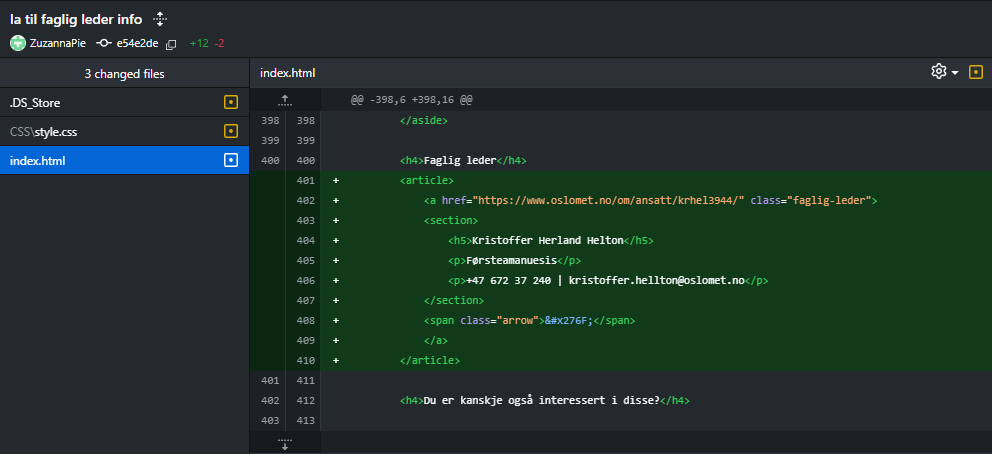 la til faglig leder info
ZuzannaPie e54e2de +12 -2
3 changed files
.DS_Store
CSS\style.css
index.html
index.html
@@ -398,6 +398,16 @@
398 398 </aside>
399 399
400 400 <h4>Faglig leder</h4>
401 + <article>
402 + <a href="https://www.oslomet.no/om/ansatt/krhel3944/" class="faglig-leder">
403 + <section>
404 + <h5>Kristoffer Herland Helton</h5>
405 + <p>Førsteamanuesis</p>
406 + <p>+47 672 37 240 | kristoffer.hellton@oslomet.no</p>
407 + </section>
408 + <span class="arrow">&#x276F;</span>
409 + </a>
410 + </article>
401 411
402 412 <h4>Du er kanskje også interessert i disse?</h4>
403 413